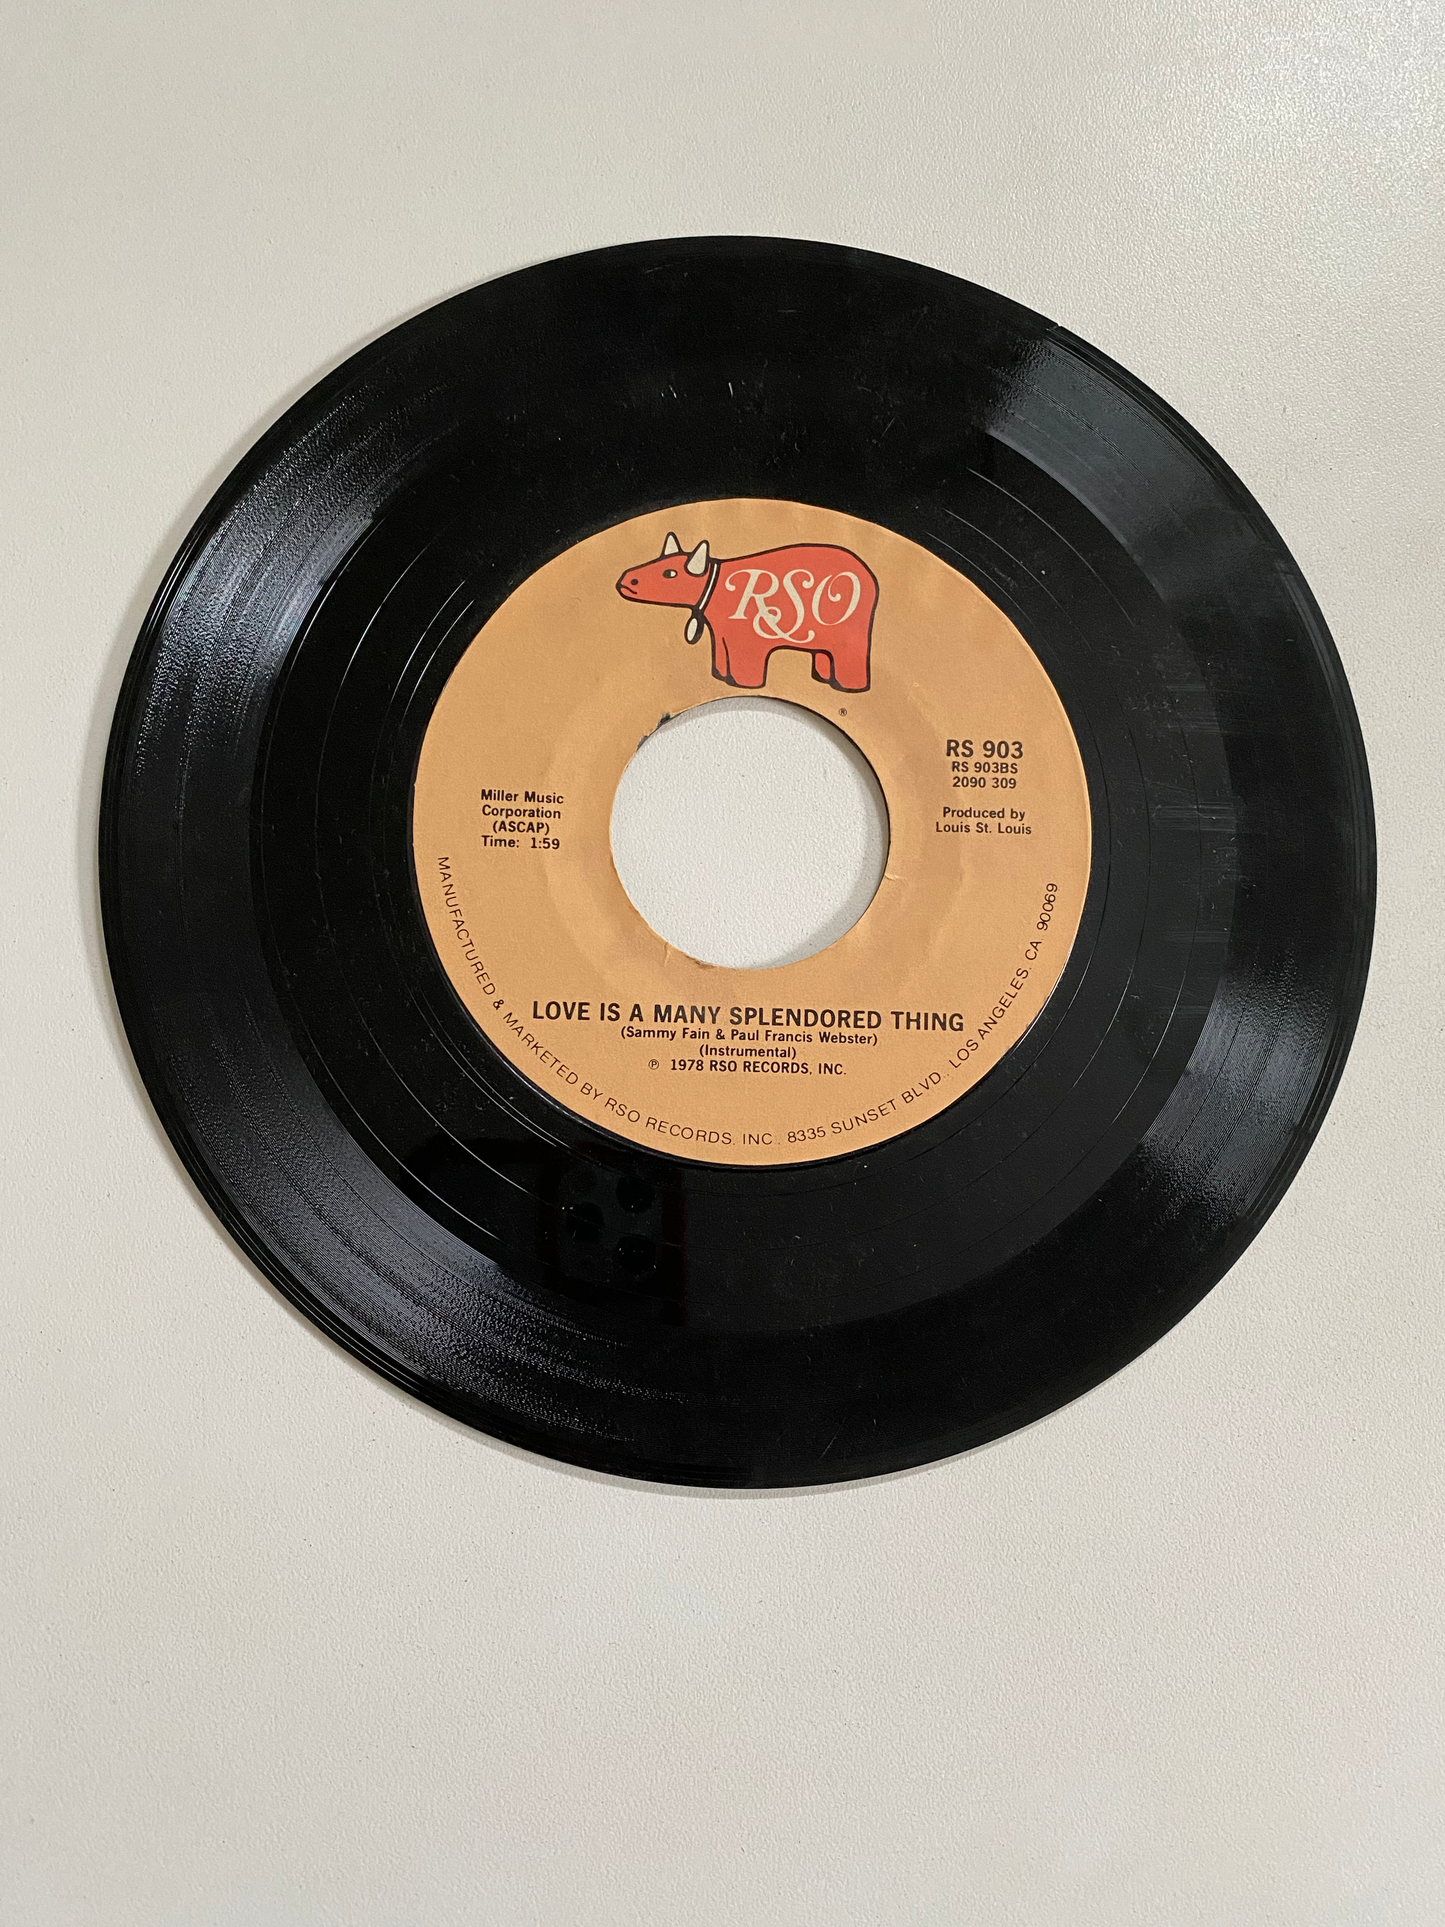 RSO
®
RS 903
RS 903BS
2090 309
Produced by
Louis St. Louis
Miller Music
Corporation
(ASCAP)
Time: 1:59
LOVE IS A MANY SPLENDORED THING
(Sammy Fain & Paul Francis Webster)
(Instrumental)
℗ 1978 RSO RECORDS, INC.
MANUFACTURED & MARKETED BY RSO RECORDS, INC., 8335 SUNSET BLVD., LOS ANGELES, CA 90069